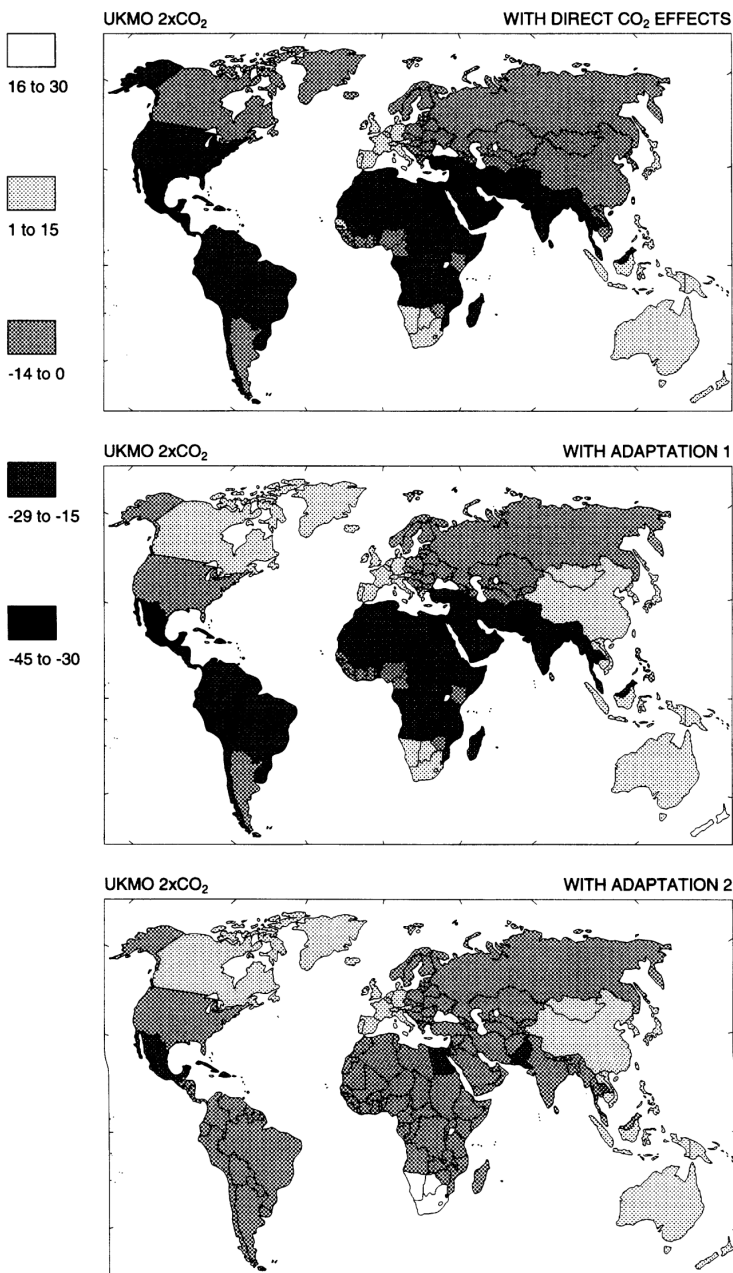 UKMO 2xCO₂ WITH DIRECT CO₂ EFFECTS
16 to 30
1 to 15
-14 to 0
UKMO 2xCO₂ WITH ADAPTATION 1
-29 to -15
-45 to -30
UKMO 2xCO₂ WITH ADAPTATION 2